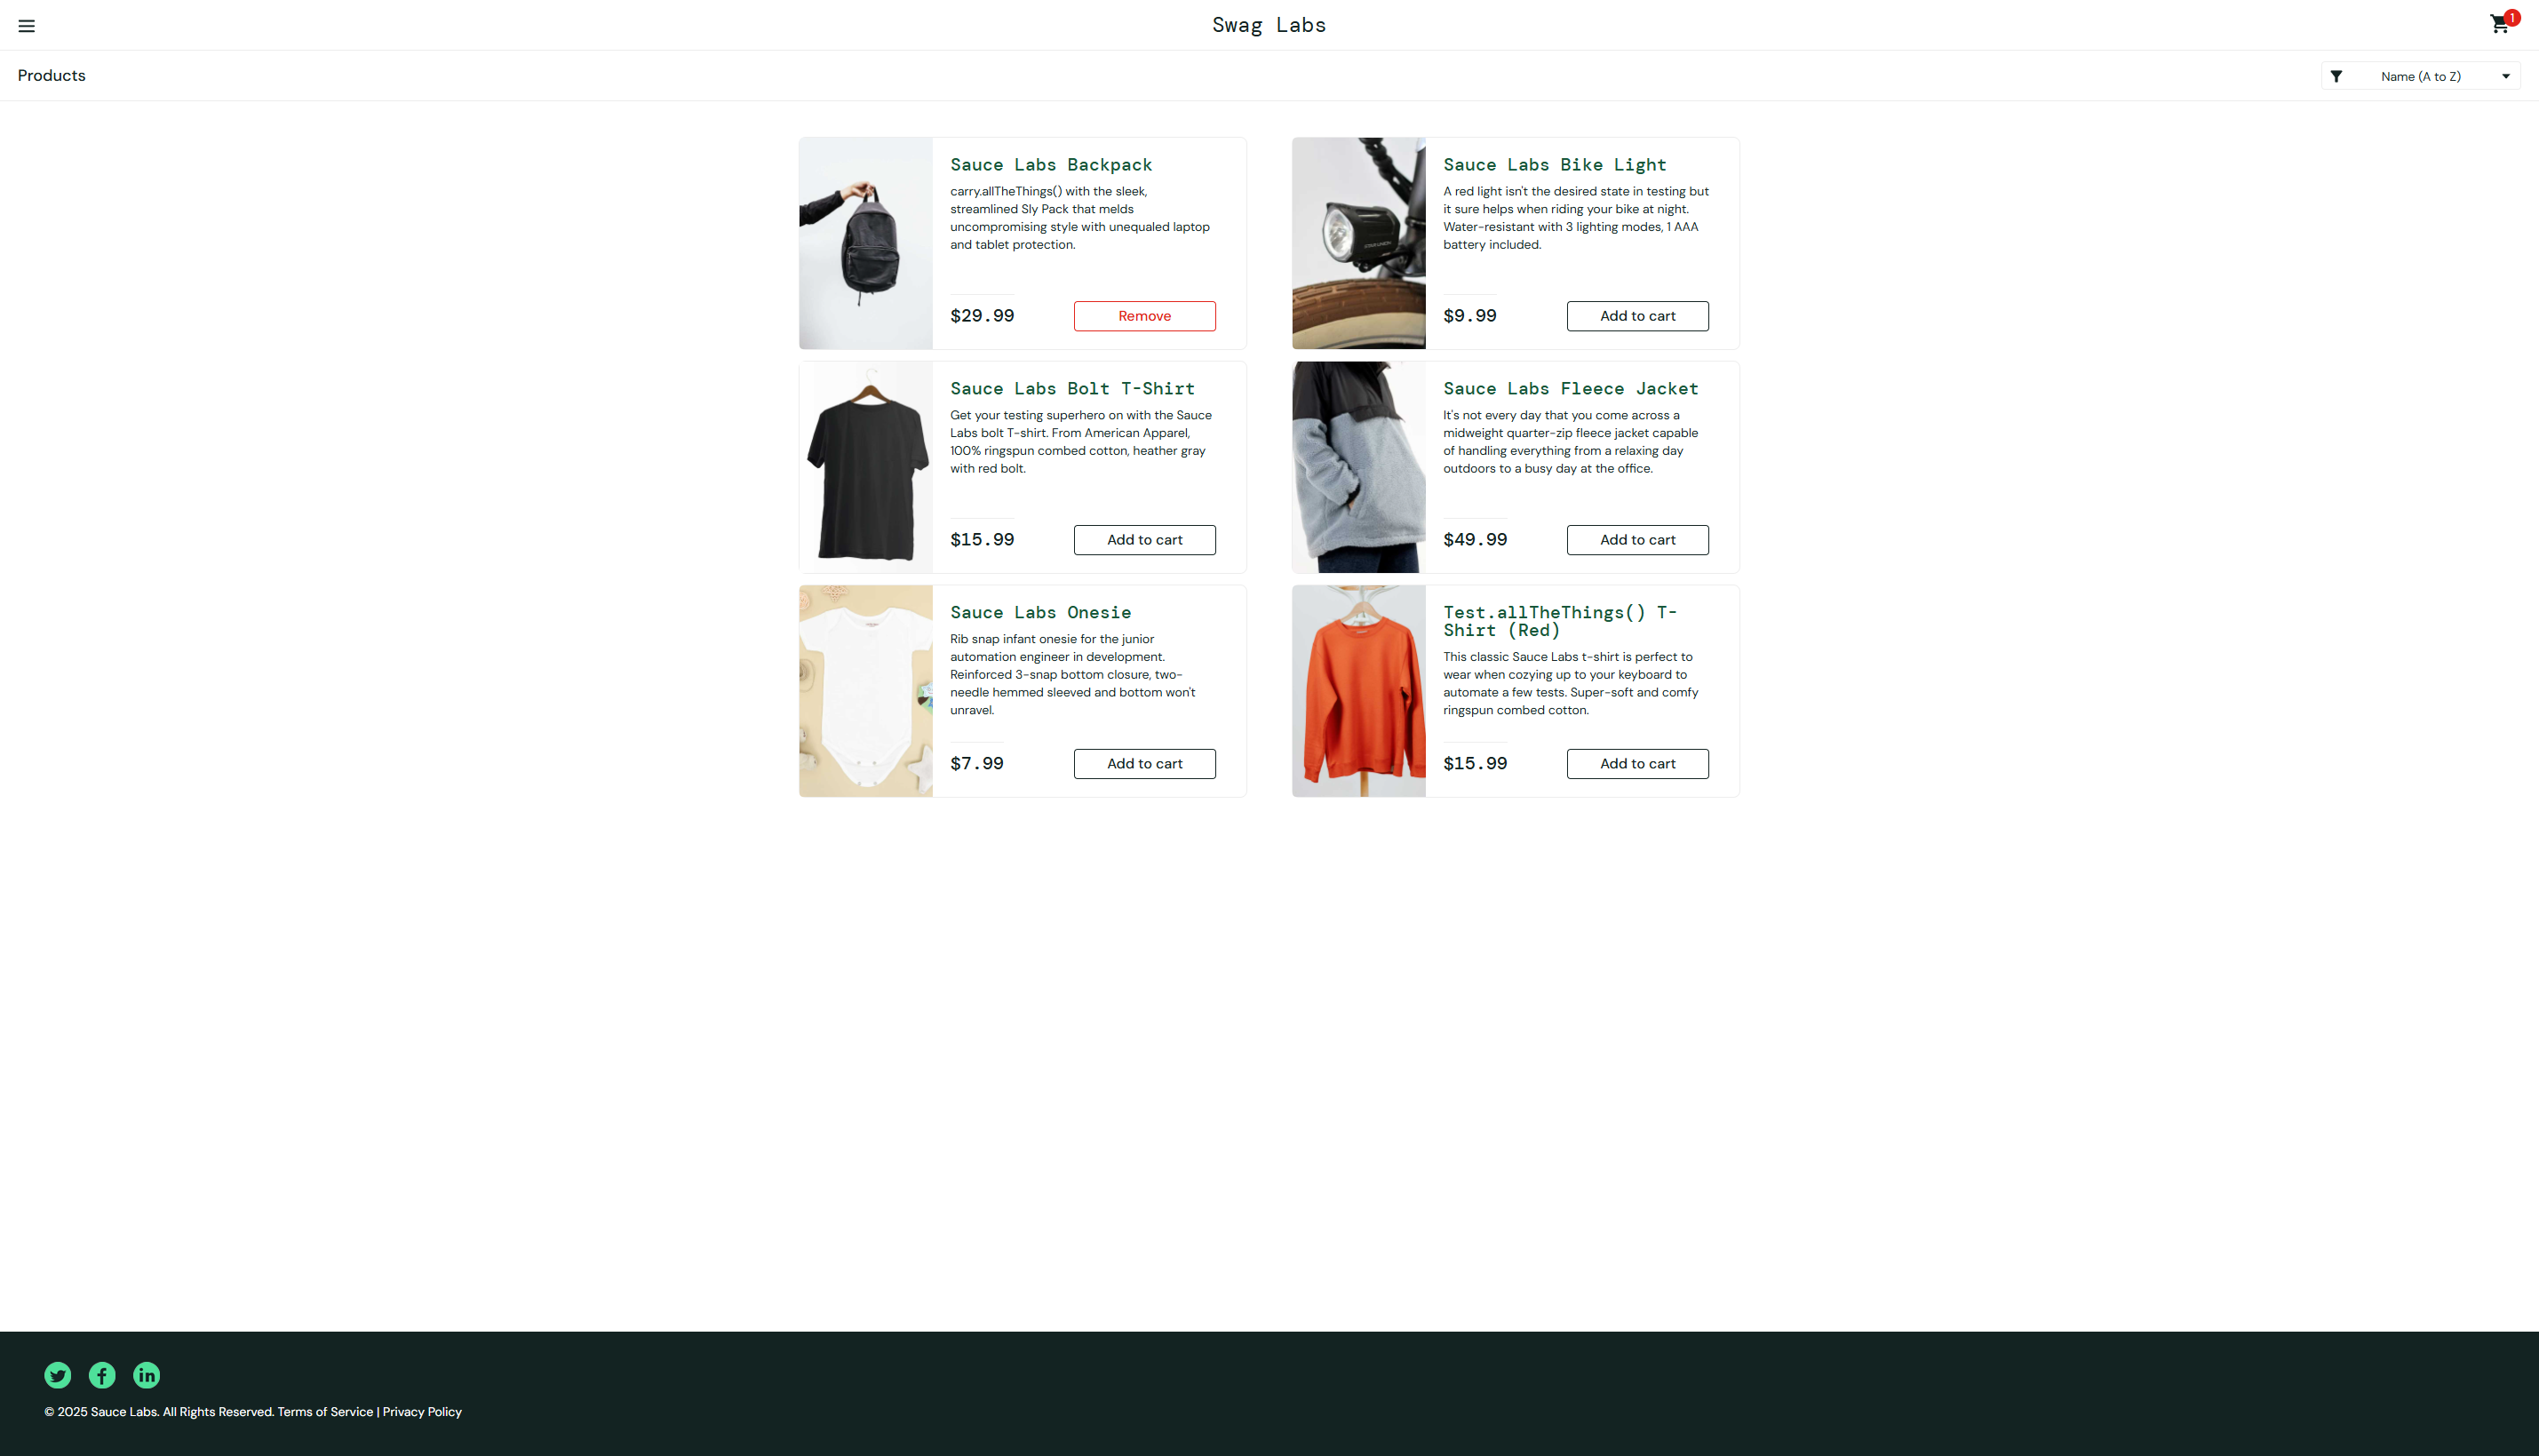 Swag Labs
1
Products
Name (A to Z)
Sauce Labs Backpack
carry.allTheThings() with the sleek,
streamlined Sly Pack that melds
uncompromising style with unequaled laptop
and tablet protection.
$29.99
Remove
Sauce Labs Bike Light
A red light isn't the desired state in testing but
it sure helps when riding your bike at night.
Water-resistant with 3 lighting modes, 1 AAA
battery included.
$9.99
Add to cart
Sauce Labs Bolt T-Shirt
Get your testing superhero on with the Sauce
Labs bolt T-shirt. From American Apparel,
100% ringspun combed cotton, heather gray
with red bolt.
$15.99
Add to cart
Sauce Labs Fleece Jacket
It's not every day that you come across a
midweight quarter-zip fleece jacket capable
of handling everything from a relaxing day
outdoors to a busy day at the office.
$49.99
Add to cart
Sauce Labs Onesie
Rib snap infant onesie for the junior
automation engineer in development.
Reinforced 3-snap bottom closure, two-
needle hemmed sleeved and bottom won't
unravel.
$7.99
Add to cart
Test.allTheThings() T-
Shirt (Red)
This classic Sauce Labs t-shirt is perfect to
wear when cozying up to your keyboard to
automate a few tests. Super-soft and comfy
ringspun combed cotton.
$15.99
Add to cart
© 2025 Sauce Labs. All Rights Reserved. Terms of Service | Privacy Policy